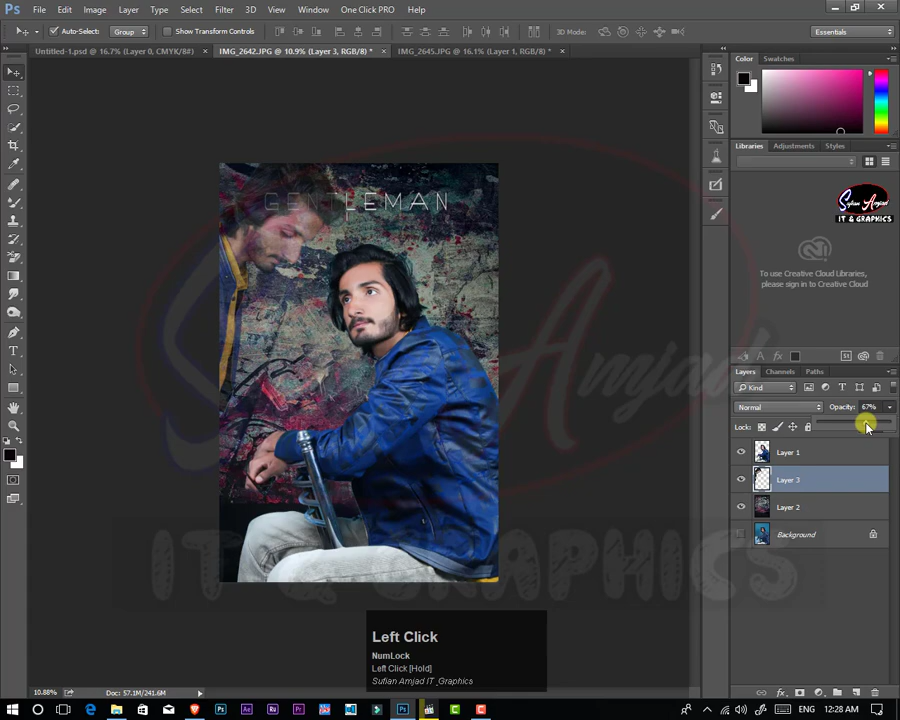 Ps File Edit Image Layer Type Select Filter 3D View Window One Click PRO Help
Auto-Select: Group Show Transform Controls 3D Mode: Essentials
Untitled-1.psd @ 16.7% (Layer 0, CMYK/8#) × IMG_2642.JPG @ 10.9% (Layer 3, RGB/8) * × IMG_2645.JPG @ 16.1% (Layer 1, RGB/8) * ×
Color Swatches
Libraries Adjustments Styles
Sufian Amjad
IT & GRAPHICS
To use Creative Cloud Libraries,
please sign in to Creative Cloud
GENTLEMAN
Sufian Amjad
IT & GRAPHICS
Layers Channels Paths
Kind
Normal Opacity: 67%
Lock:
Layer 1
Layer 3
Layer 2
Background
Left Click
NumLock
Left Click [Hold]
Sufian Amjad IT_Graphics
10.88% Doc: 57.1M/241.6M
ENG 12:28 AM